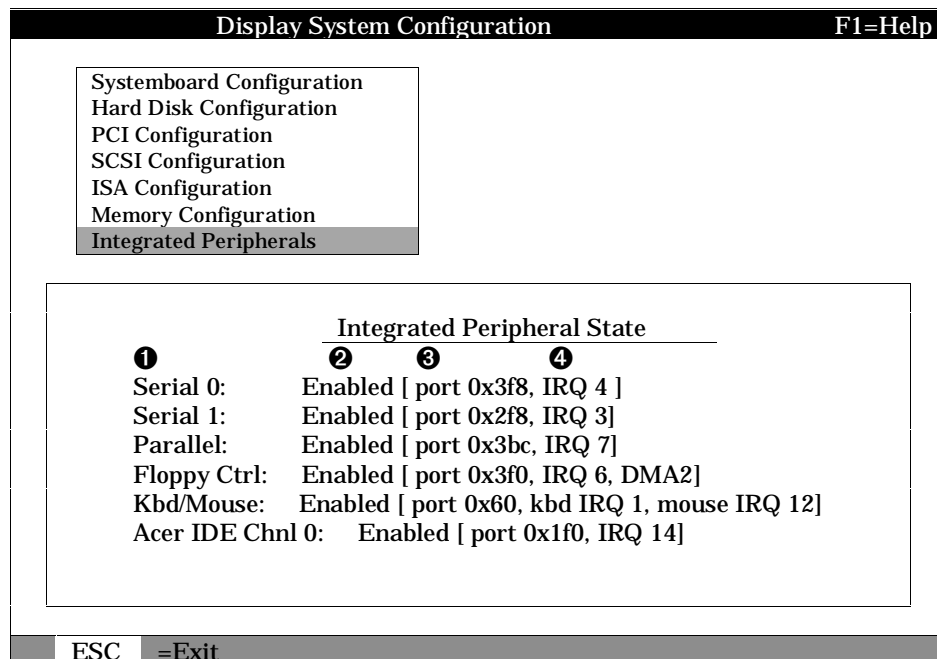 Display System Configuration F1=Help
Systemboard Configuration
Hard Disk Configuration
PCI Configuration
SCSI Configuration
ISA Configuration
Memory Configuration
Integrated Peripherals
Integrated Peripheral State
❶ ❷ ❸ ❹
Serial 0: Enabled [ port 0x3f8, IRQ 4 ]
Serial 1: Enabled [ port 0x2f8, IRQ 3]
Parallel: Enabled [ port 0x3bc, IRQ 7]
Floppy Ctrl: Enabled [ port 0x3f0, IRQ 6, DMA2]
Kbd/Mouse: Enabled [ port 0x60, kbd IRQ 1, mouse IRQ 12]
Acer IDE Chnl 0: Enabled [ port 0x1f0, IRQ 14]
ESC =Exit